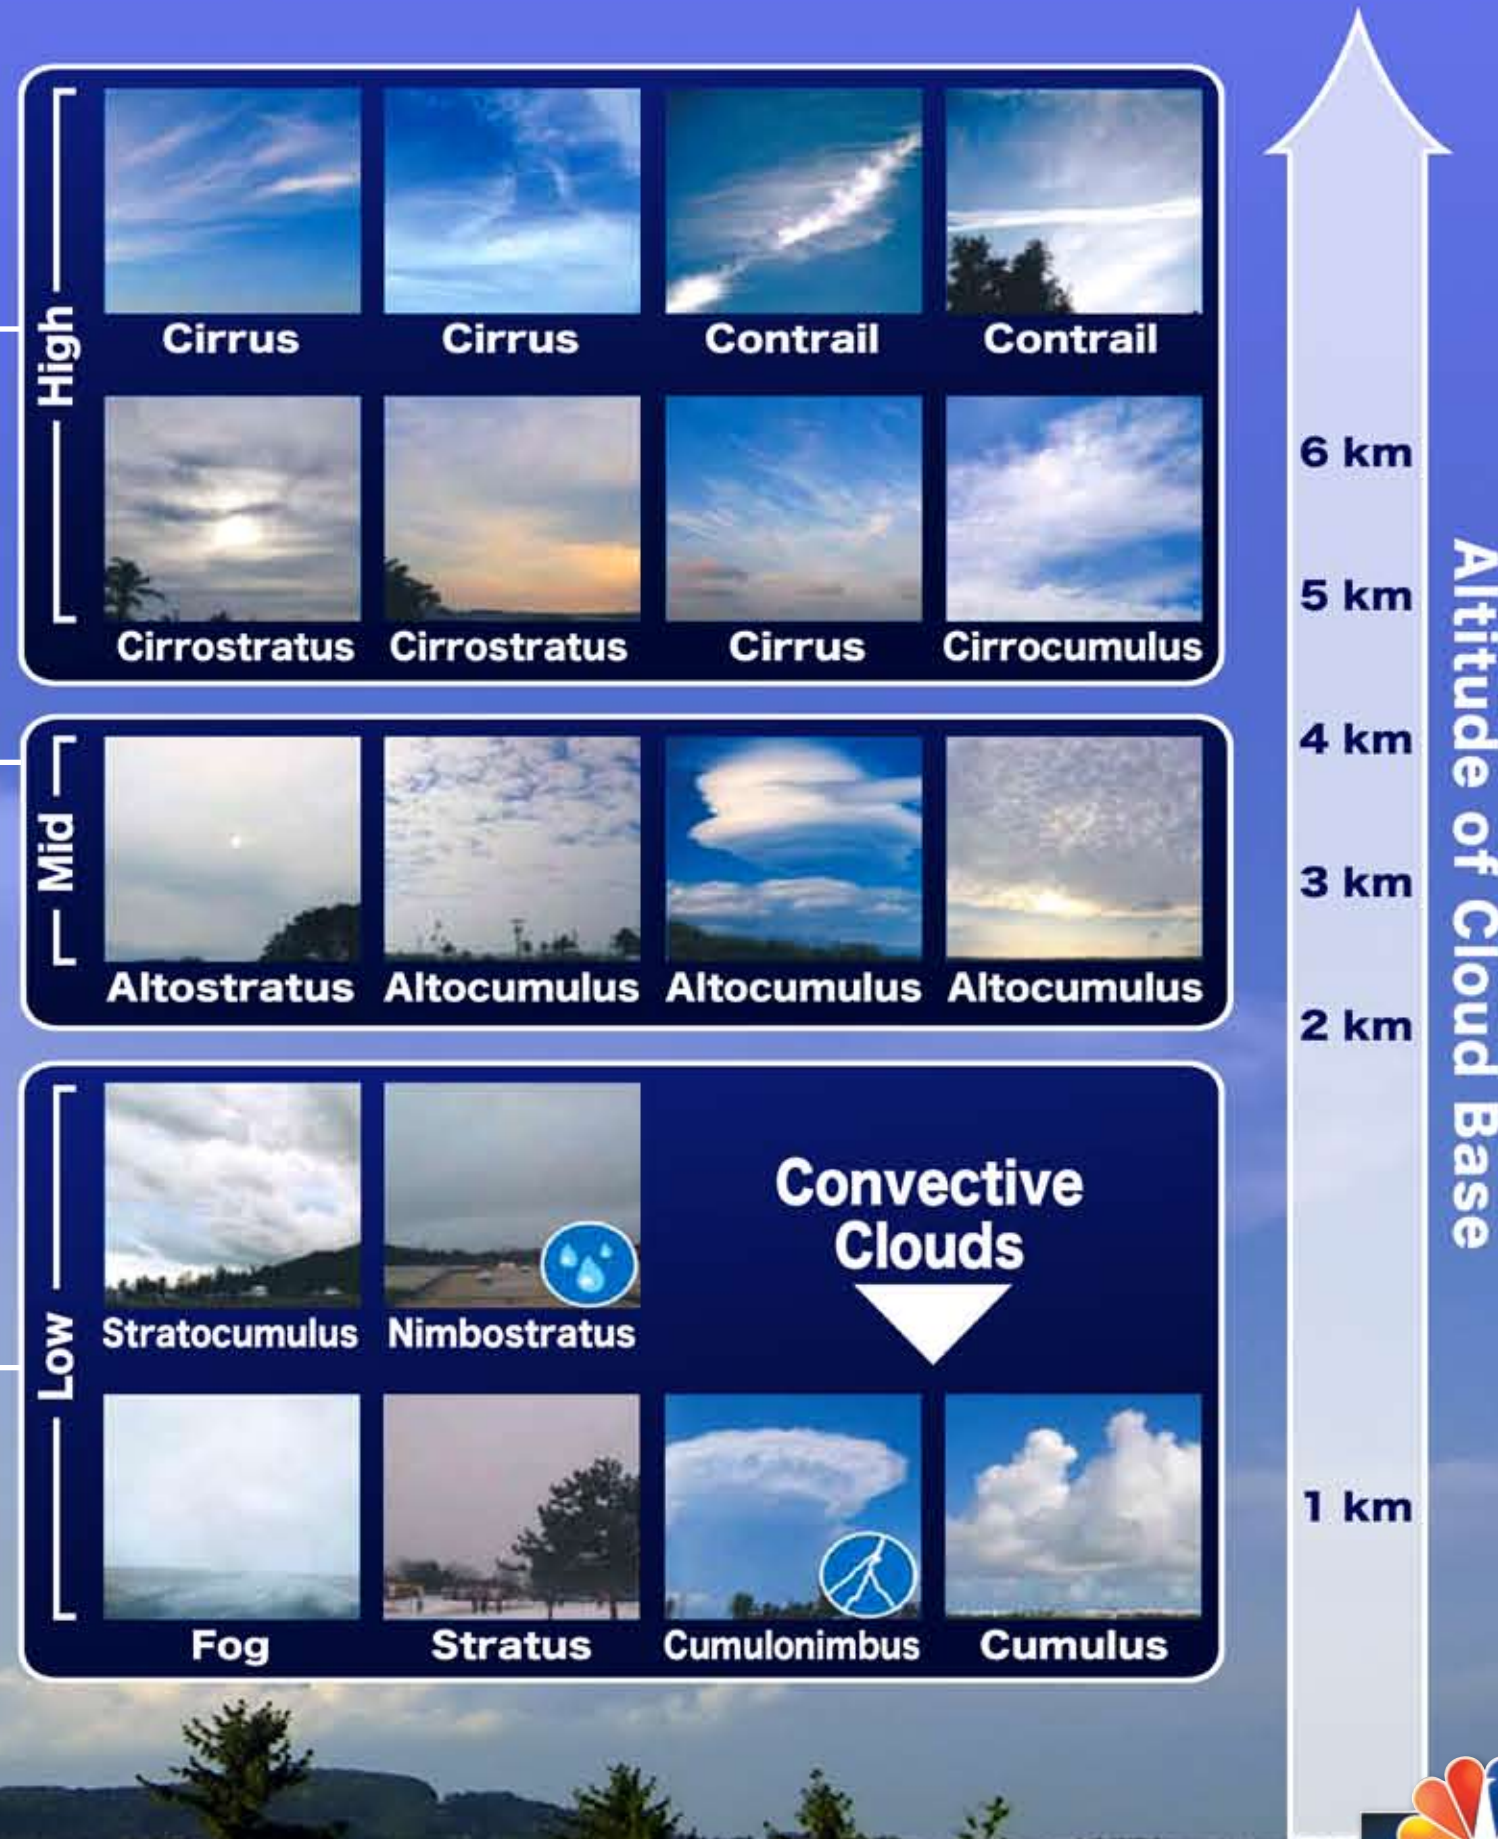 High
Cirrus
Cirrus
Contrail
Contrail
Cirrostratus
Cirrostratus
Cirrus
Cirrocumulus
Mid
Altostratus
Altocumulus
Altocumulus
Altocumulus
Low
Stratocumulus
Nimbostratus
Convective
Clouds
Fog
Stratus
Cumulonimbus
Cumulus
6 km
5 km
4 km
3 km
2 km
1 km
Altitude of Cloud Base